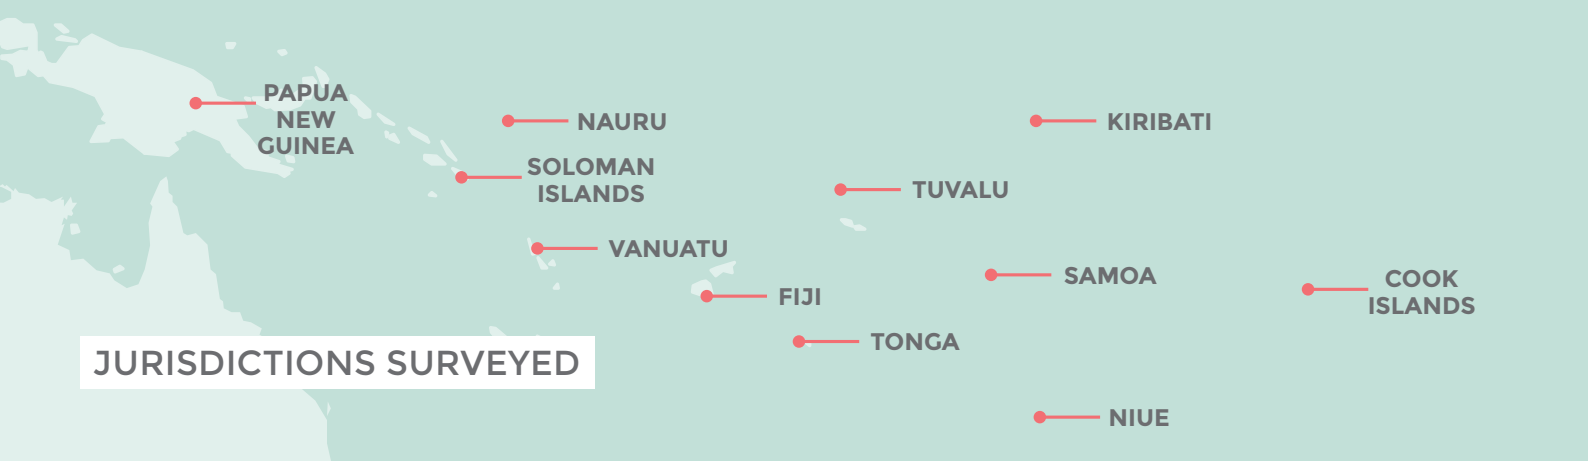 PAPUA
NEW
GUINEA
NAURU
KIRIBATI
SOLOMAN
ISLANDS
TUVALU
VANUATU
SAMOA
COOK
ISLANDS
FIJI
TONGA
JURISDICTIONS SURVEYED
NIUE